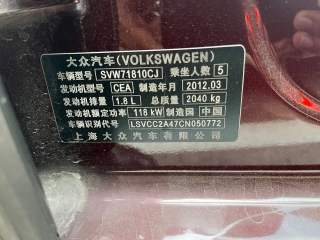 大众汽车(VOLKSWAGEN)
车辆型号 SVW71810CJ 乘坐人数 5
发动机型号 CEA 制造年月 2012.03
发动机排量 1.8 L 总质量 2040 kg
发动机额定功率 118 kW 制造国 中国
车辆识别代号 LSVCC2A47CN050772
上海大众汽车有限公司